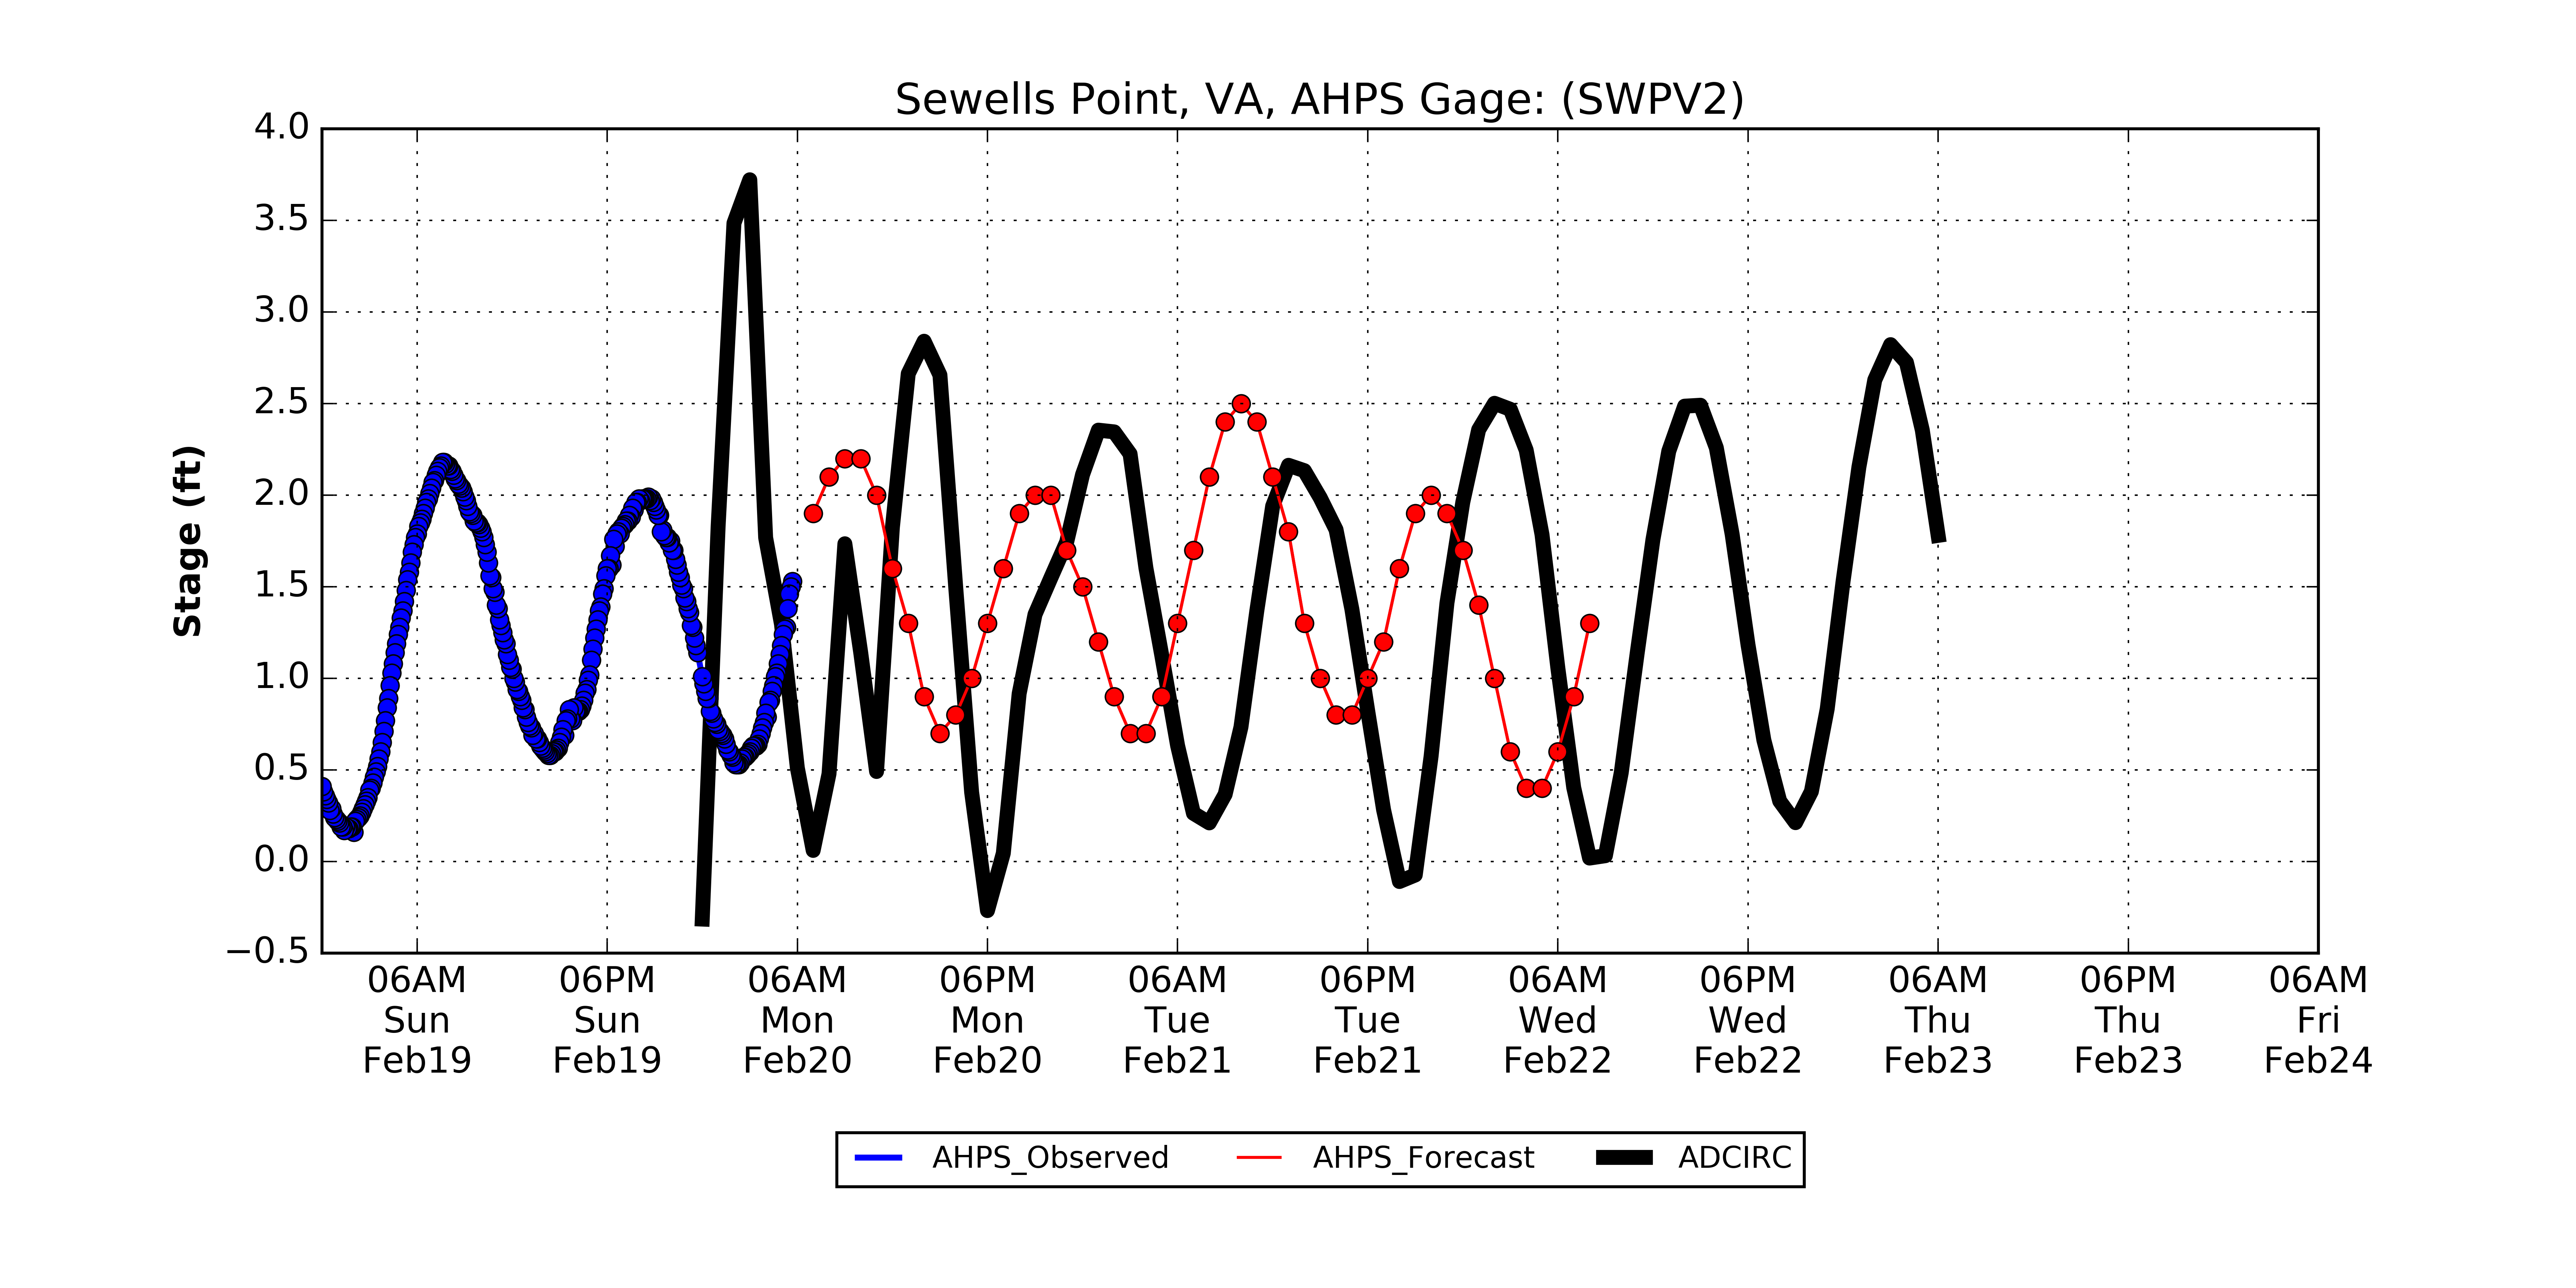 Sewells Point, VA, AHPS Gage: (SWPV2)
4.0
3.5
3.0
2.5
2.0
1.5
1.0
0.5
0.0
−0.5
Stage (ft)
06AM 06PM 06AM 06PM 06AM 06PM 06AM 06PM 06AM 06PM 06AM
Sun Sun Mon Mon Tue Tue Wed Wed Thu Thu Fri
Feb19 Feb19 Feb20 Feb20 Feb21 Feb21 Feb22 Feb22 Feb23 Feb23 Feb24
AHPS_Observed AHPS_Forecast ADCIRC